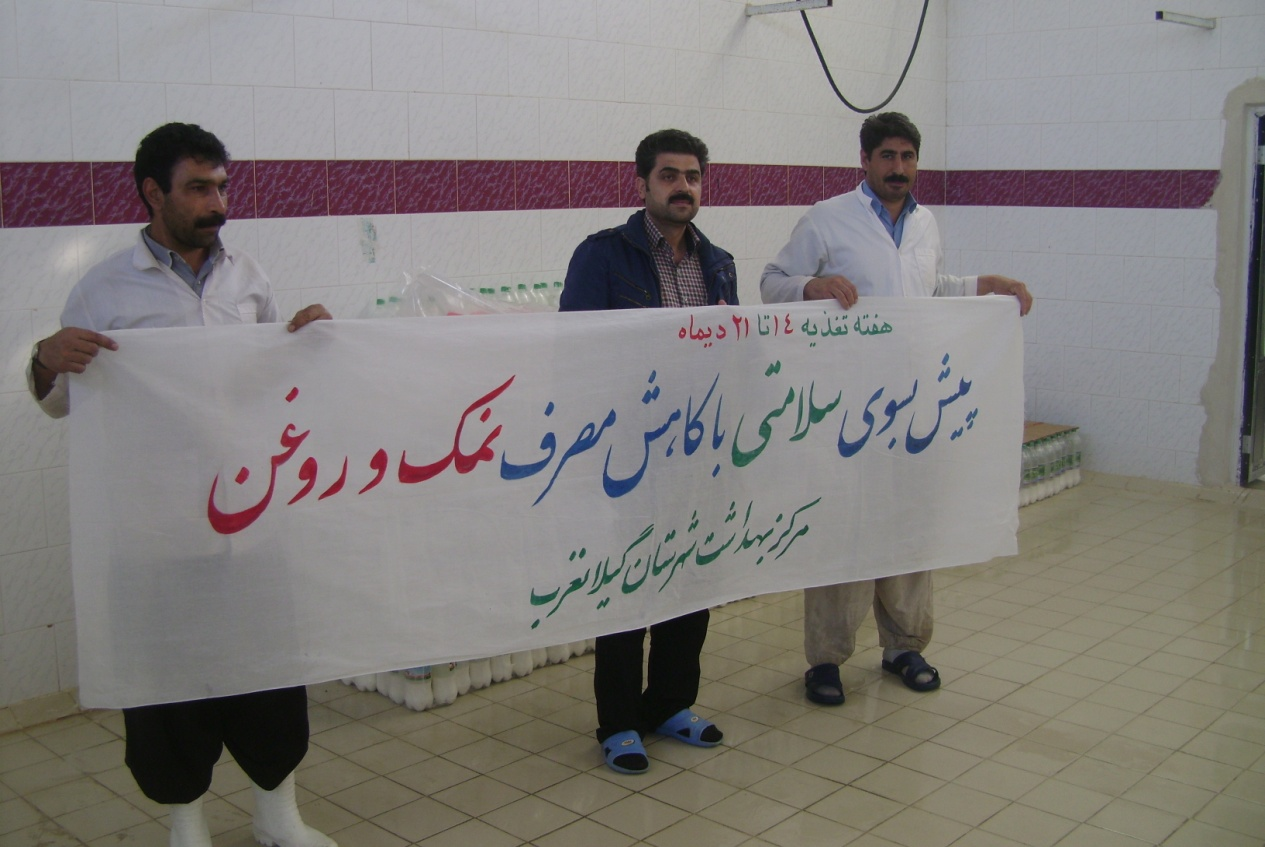 هفته تغذیه ۱۴ تا ۲۱ دیماه
پیش بسوی سلامتی با کاهش مصرف نمک و روغن
مرکز بهداشت شهرستان گیلانغرب